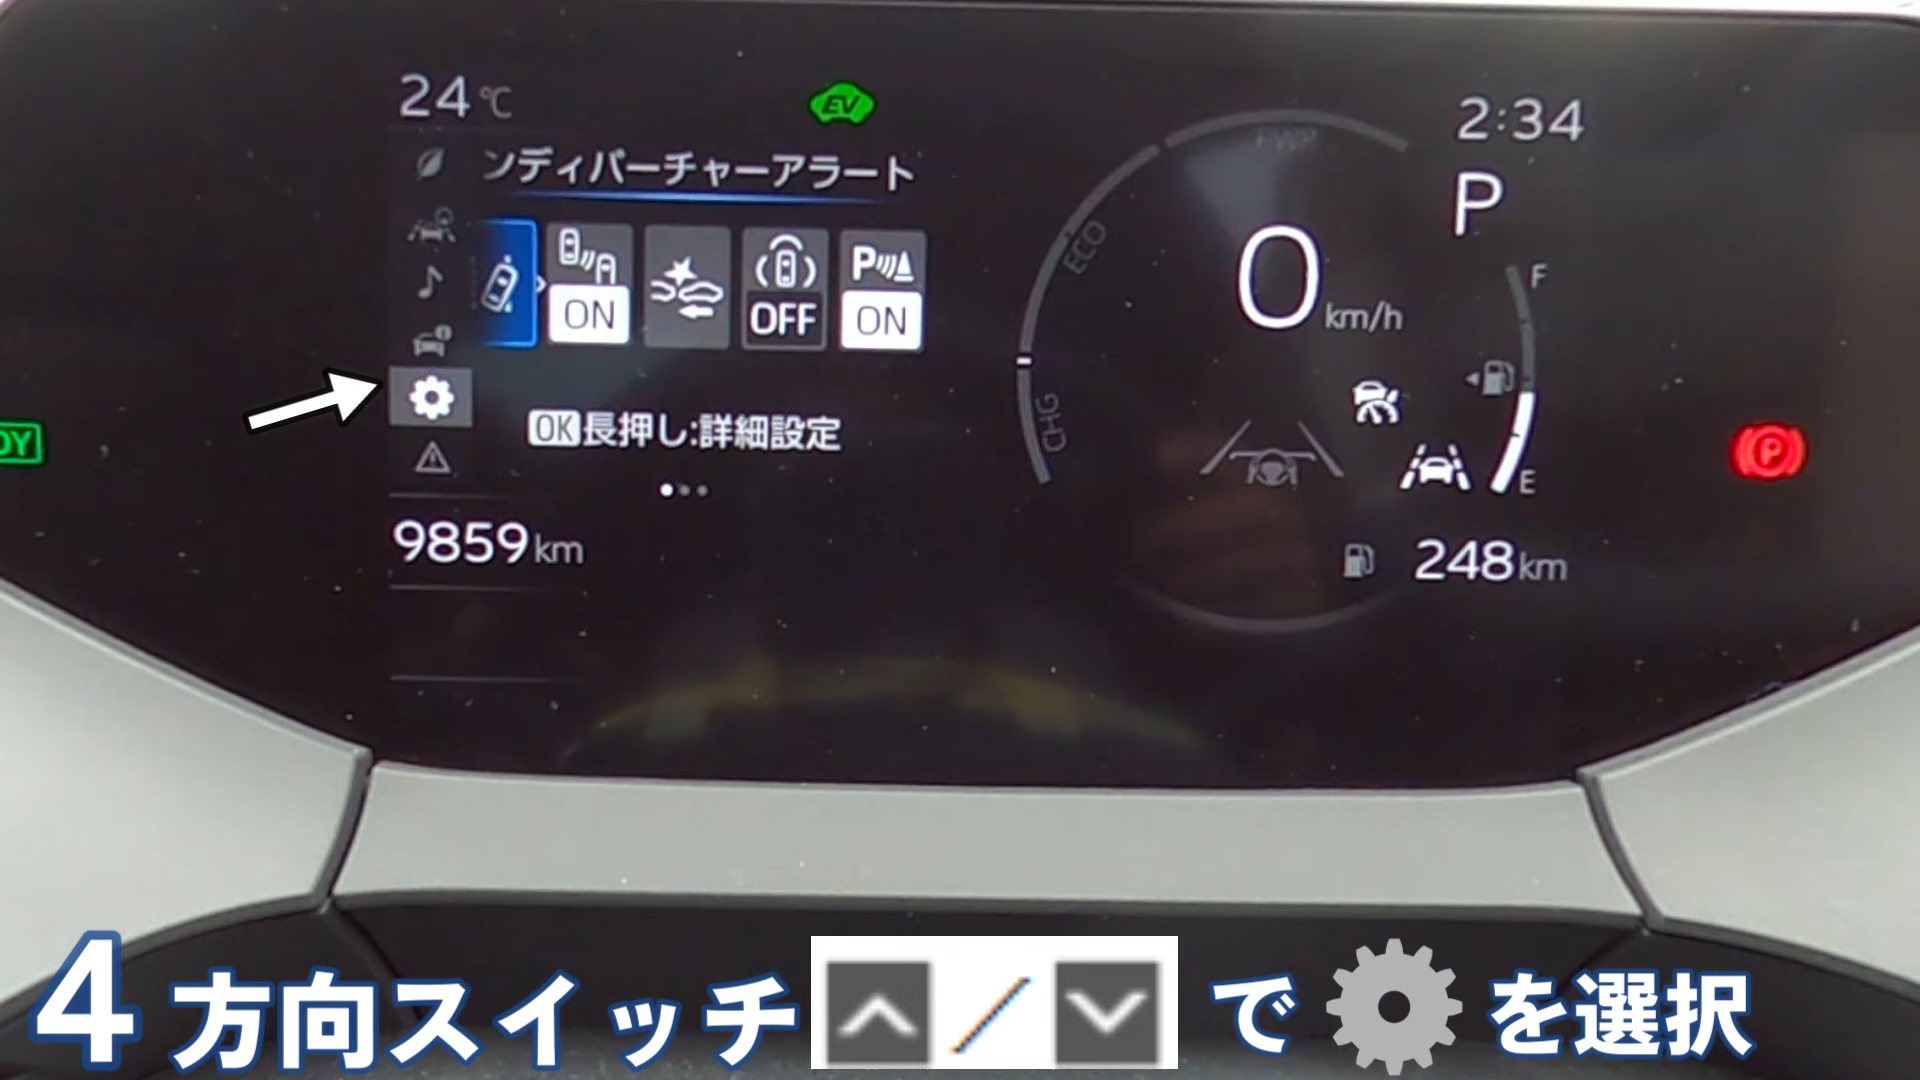 24℃
EV
2:34
PWR
ンディパーチャーアラート
P
ECO
ON
OFF
P
ON
0km/h
F
OK長押し:詳細設定
CHG
DY
P
E
9859km
248km
4方向スイッチ ∧/∨ で を選択